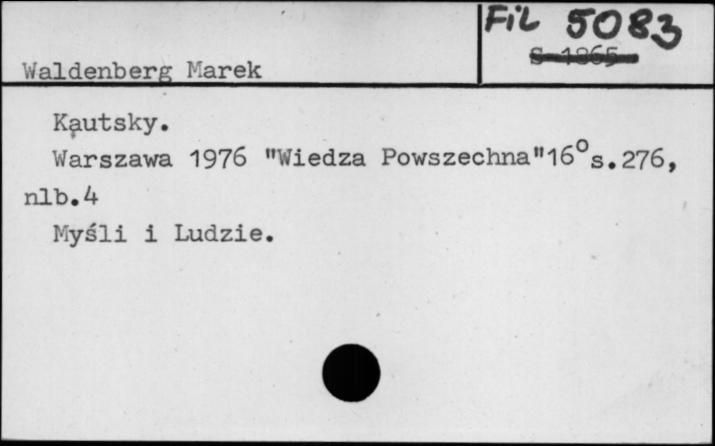 Fil 5083
S-1865
Waldenberg Marek
Kautsky.
Warszawa 1976 "Wiedza Powszechna"16° s.276,
nlb.4
Myśli i Ludzie.